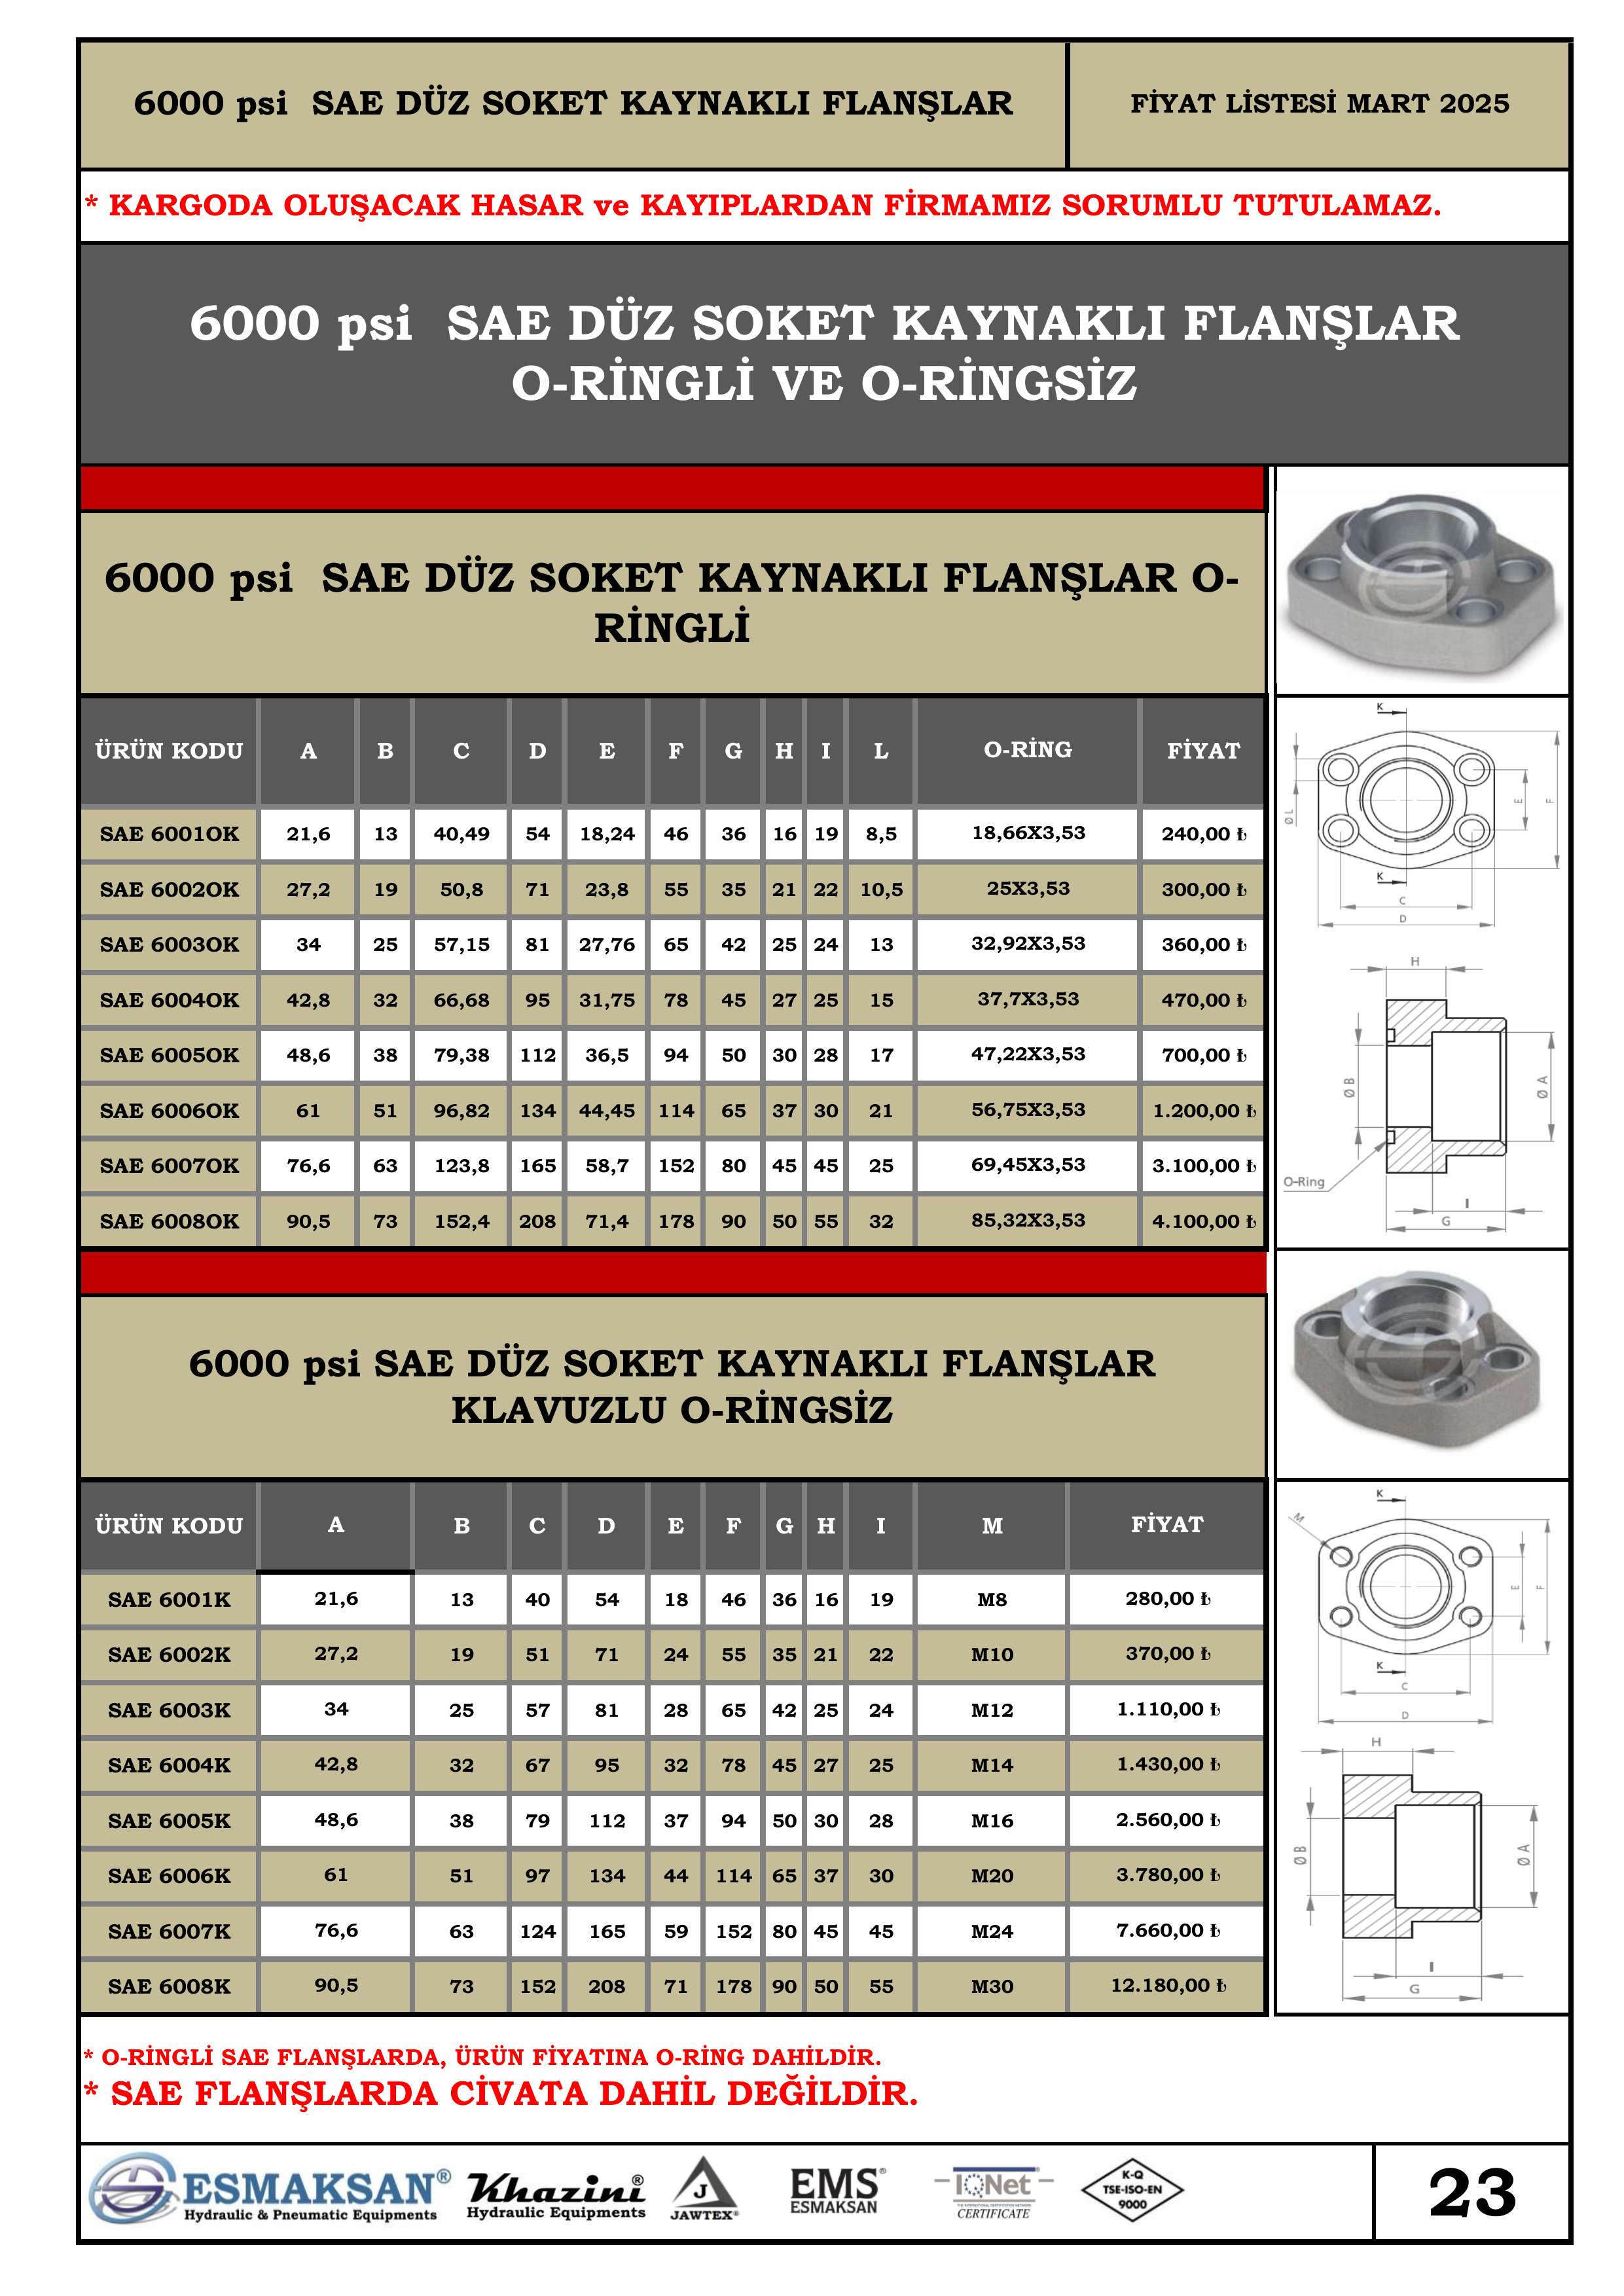 6000 psi  SAE DÜZ SOKET KAYNAKLI FLANŞLAR
FİYAT LİSTESİ MART 2025
* KARGODA OLUŞACAK HASAR ve KAYIPLARDAN FİRMAMIZ SORUMLU TUTULAMAZ.
6000 psi  SAE DÜZ SOKET KAYNAKLI FLANŞLAR
O-RİNGLİ VE O-RİNGSİZ
6000 psi  SAE DÜZ SOKET KAYNAKLI FLANŞLAR O-
RİNGLİ
ÜRÜN KODU A B C D E F G H I L O-RİNG FİYAT
SAE 6001OK 21,6 13 40,49 54 18,24 46 36 16 19 8,5 18,66X3,53 240,00 ₺
SAE 6002OK 27,2 19 50,8 71 23,8 55 35 21 22 10,5 25X3,53 300,00 ₺
SAE 6003OK 34 25 57,15 81 27,76 65 42 25 24 13 32,92X3,53 360,00 ₺
SAE 6004OK 42,8 32 66,68 95 31,75 78 45 27 25 15 37,7X3,53 470,00 ₺
SAE 6005OK 48,6 38 79,38 112 36,5 94 50 30 28 17 47,22X3,53 700,00 ₺
SAE 6006OK 61 51 96,82 134 44,45 114 65 37 30 21 56,75X3,53 1.200,00 ₺
SAE 6007OK 76,6 63 123,8 165 58,7 152 80 45 45 25 69,45X3,53 3.100,00 ₺
SAE 6008OK 90,5 73 152,4 208 71,4 178 90 50 55 32 85,32X3,53 4.100,00 ₺
K
Ø L
E
F
K
C
D
H
Ø B
Ø A
O-Ring
I
G
6000 psi SAE DÜZ SOKET KAYNAKLI FLANŞLAR
KLAVUZLU O-RİNGSİZ
ÜRÜN KODU A B C D E F G H I M FİYAT
SAE 6001K 21,6 13 40 54 18 46 36 16 19 M8 280,00 ₺
SAE 6002K 27,2 19 51 71 24 55 35 21 22 M10 370,00 ₺
SAE 6003K 34 25 57 81 28 65 42 25 24 M12 1.110,00 ₺
SAE 6004K 42,8 32 67 95 32 78 45 27 25 M14 1.430,00 ₺
SAE 6005K 48,6 38 79 112 37 94 50 30 28 M16 2.560,00 ₺
SAE 6006K 61 51 97 134 44 114 65 37 30 M20 3.780,00 ₺
SAE 6007K 76,6 63 124 165 59 152 80 45 45 M24 7.660,00 ₺
SAE 6008K 90,5 73 152 208 71 178 90 50 55 M30 12.180,00 ₺
K
M
E
F
K
C
D
H
Ø B
Ø A
I
G
* O-RİNGLİ SAE FLANŞLARDA, ÜRÜN FİYATINA O-RİNG DAHİLDİR.
* SAE FLANŞLARDA CİVATA DAHİL DEĞİLDİR.
ESMAKSAN®
Hydraulic & Pneumatic Equipments
Khazini®
Hydraulic Equipments
J
JAWTEX®
EMS®
ESMAKSAN
IQNet
CERTIFICATE
K-Q
TSE-ISO-EN
9000
23